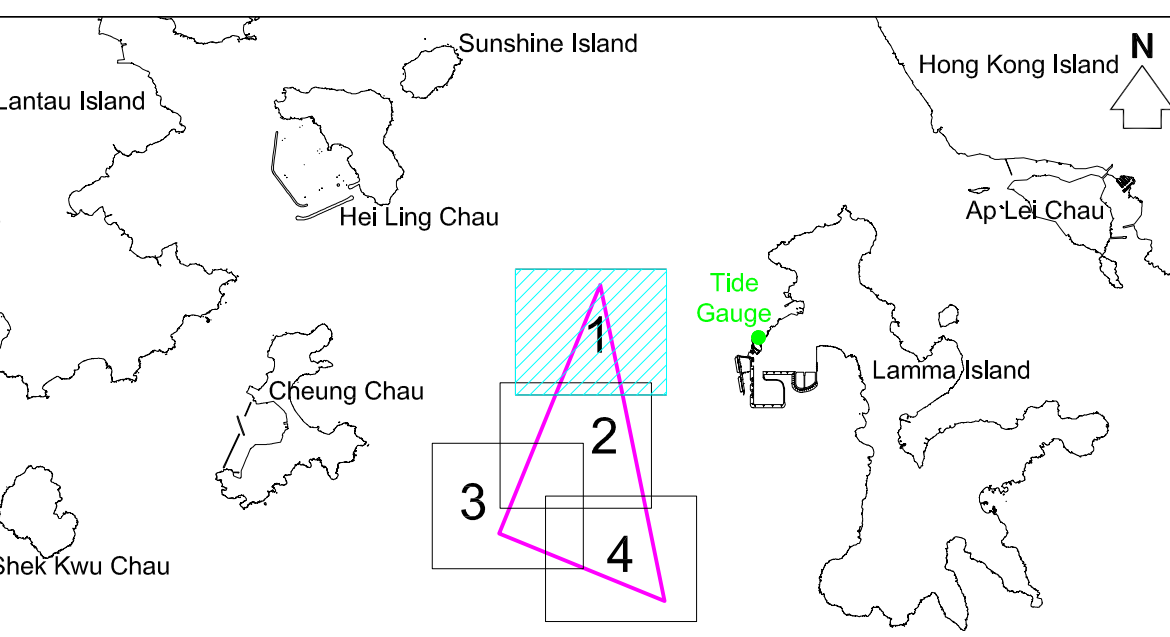 Sunshine Island
N
Hong Kong Island
Lantau Island
Ap Lei Chau
Hei Ling Chau
Tide
Gauge
1
Lamma Island
Cheung Chau
2
3
4
Shek Kwu Chau